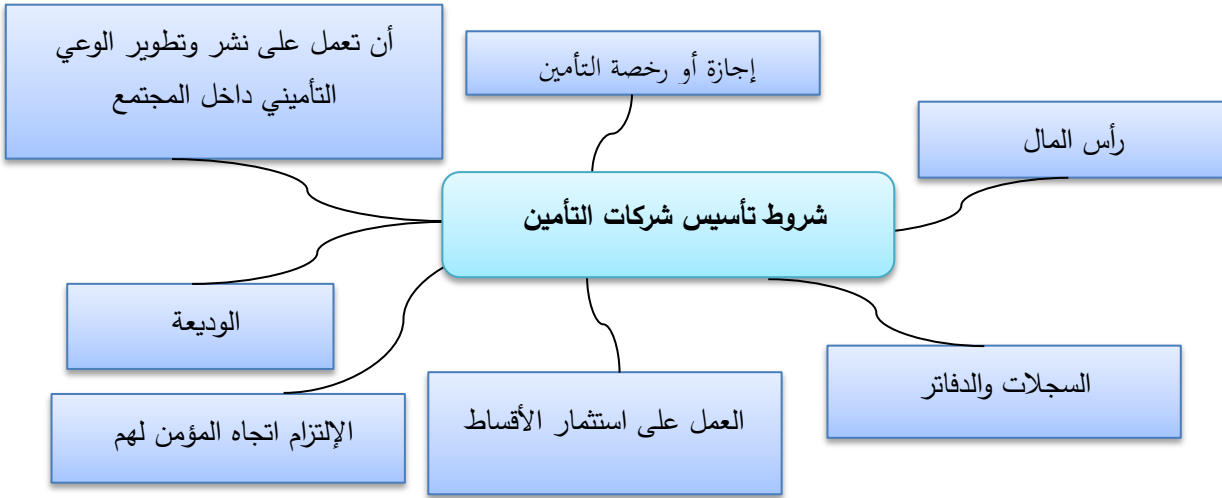 إجازة أو رخصة التأمين
أن تعمل على نشر وتطوير الوعي
التأميني داخل المجتمع
رأس المال
شروط تأسيس شركات التأمين
الوديعة
السجلات والدفاتر
العمل على استثمار الأقساط
الإلتزام اتجاه المؤمن لهم